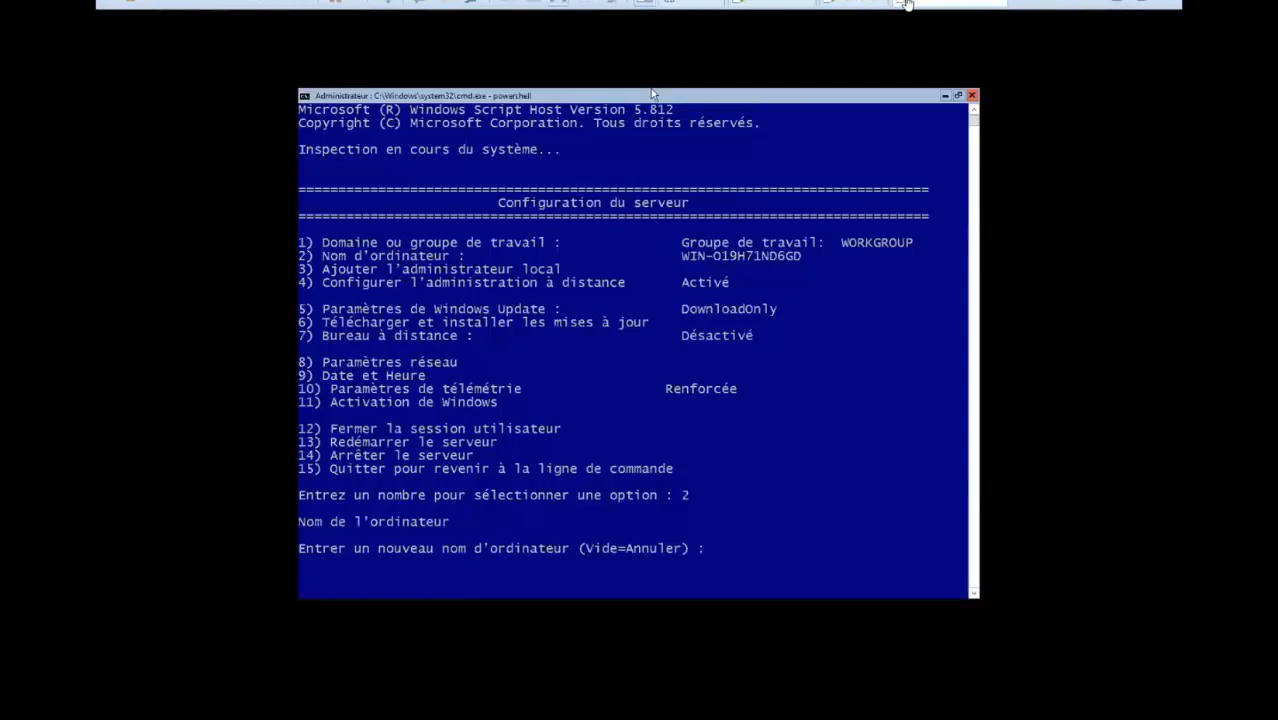 Administrateur : C:\Windows\system32\cmd.exe - powershell
Microsoft (R) Windows Script Host Version 5.812
Copyright (C) Microsoft Corporation. Tous droits réservés.
Inspection en cours du système...
===============================================================================
Configuration du serveur
===============================================================================
1) Domaine ou groupe de travail : Groupe de travail: WORKGROUP
2) Nom d'ordinateur : WIN-O19H71ND6GD
3) Ajouter l'administrateur local
4) Configurer l'administration à distance Activé
5) Paramètres de Windows Update : DownloadOnly
6) Télécharger et installer les mises à jour
7) Bureau à distance : Désactivé
8) Paramètres réseau
9) Date et Heure
10) Paramètres de télémétrie Renforcée
11) Activation de Windows
12) Fermer la session utilisateur
13) Redémarrer le serveur
14) Arrêter le serveur
15) Quitter pour revenir à la ligne de commande
Entrez un nombre pour sélectionner une option : 2
Nom de l'ordinateur
Entrer un nouveau nom d'ordinateur (Vide=Annuler) :